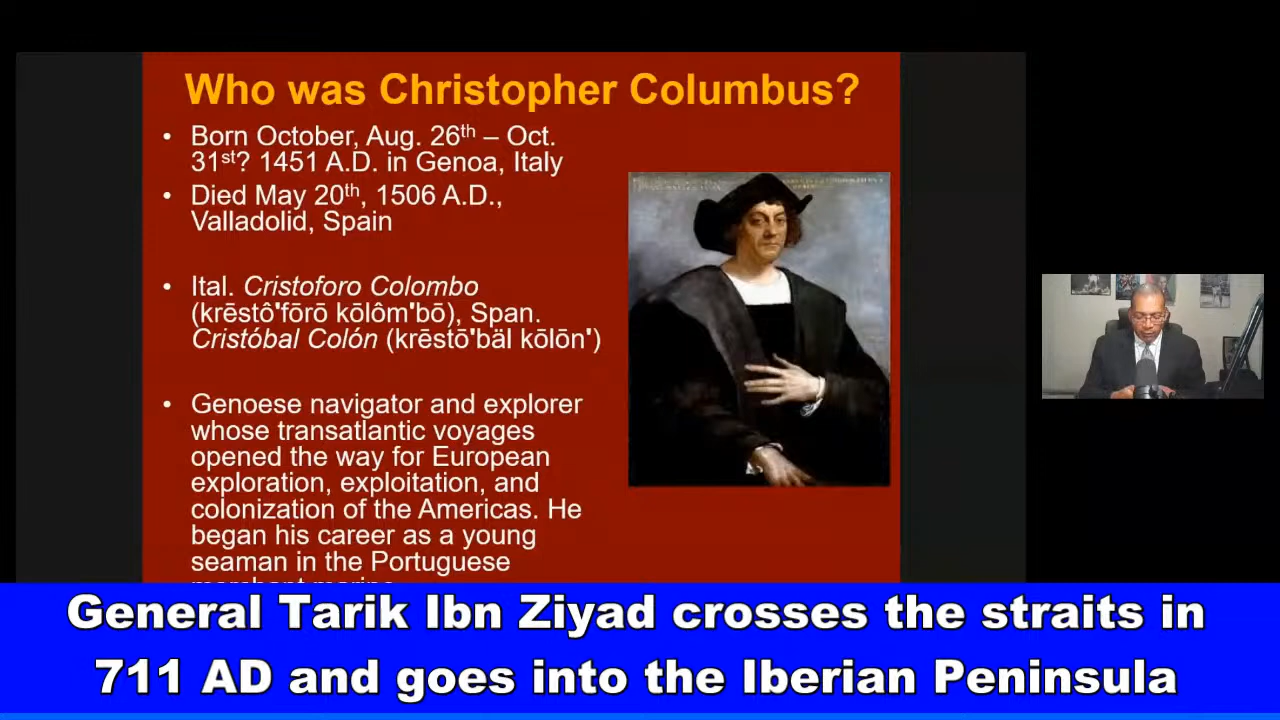 Who was Christopher Columbus?
• Born October, Aug. 26th – Oct.
31st? 1451 A.D. in Genoa, Italy
• Died May 20th, 1506 A.D.,
Valladolid, Spain
• Ital. Cristoforo Colombo
(krēstô'fōrō kōlôm'bō), Span.
Cristóbal Colón (krēstō'bäl kōlōn')
• Genoese navigator and explorer
whose transatlantic voyages
opened the way for European
exploration, exploitation, and
colonization of the Americas. He
began his career as a young
seaman in the Portuguese
General Tarik Ibn Ziyad crosses the straits in
711 AD and goes into the Iberian Peninsula